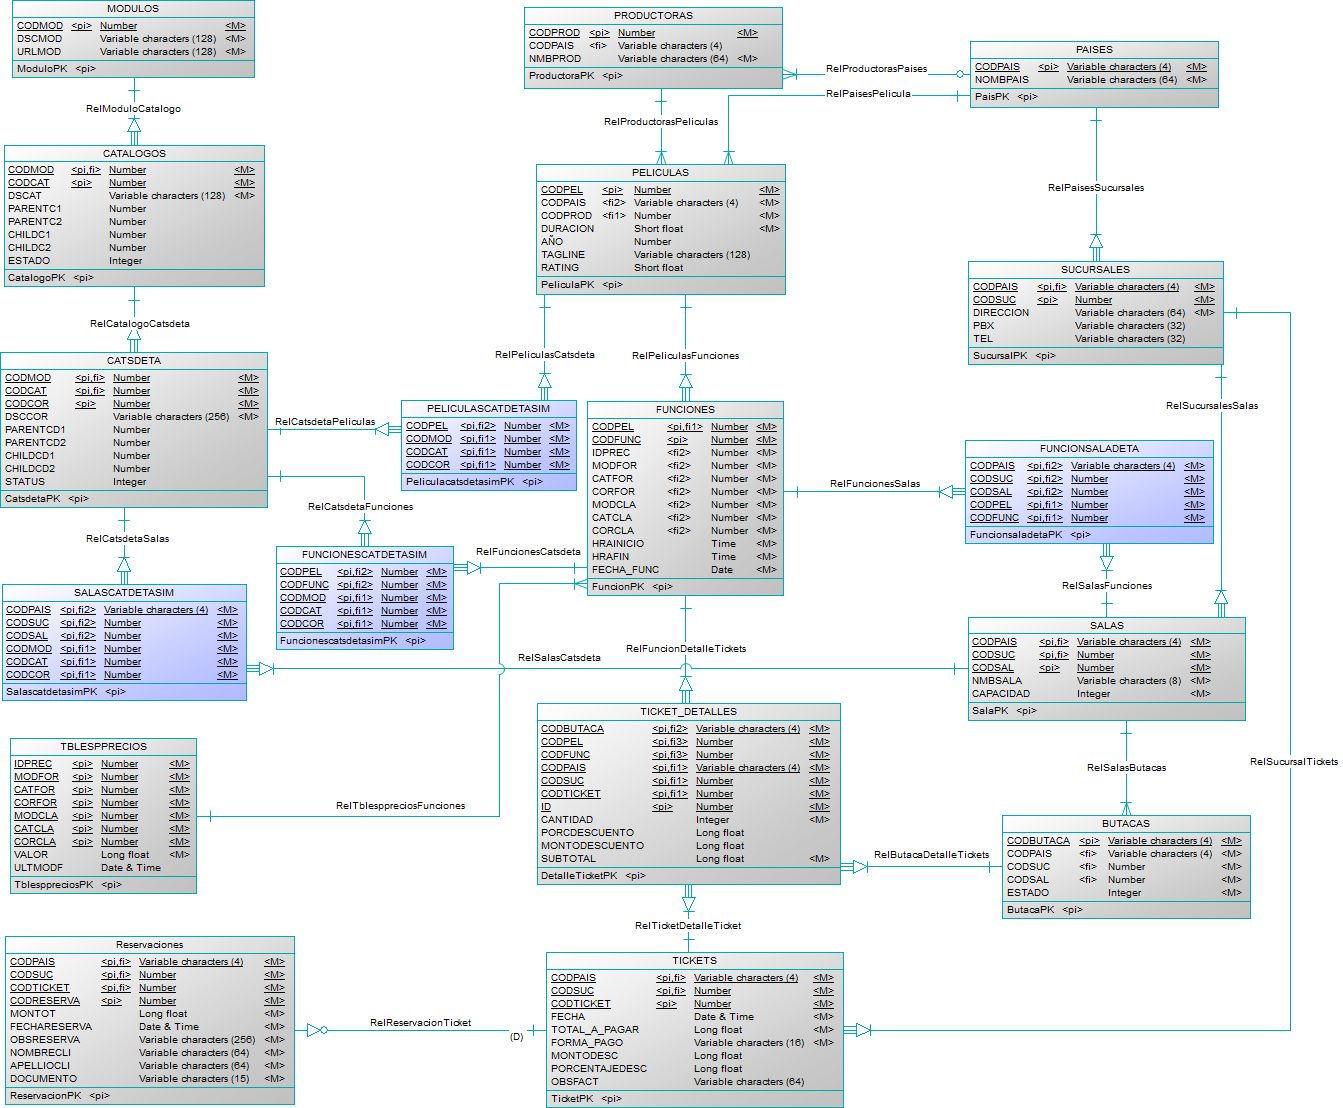 MODULOS
CODMOD <pi> Number <M>
DSCMOD Variable characters (128) <M>
URLMOD Variable characters (128) <M>
ModuloPK <pi>
RelModuloCatalogo
CATALOGOS
CODMOD <pi,fi> Number <M>
CODCAT <pi> Number <M>
DSCAT Variable characters (128) <M>
PARENTC1 Number
PARENTC2 Number
CHILDC1 Number
CHILDC2 Number
ESTADO Integer
CatalogoPK <pi>
RelCatalogoCatsdeta
CATSDETA
CODMOD <pi,fi> Number <M>
CODCAT <pi,fi> Number <M>
CODCOR <pi> Number <M>
DSCCOR Variable characters (256) <M>
PARENTCD1 Number
PARENTCD2 Number
CHILDCD1 Number
CHILDCD2 Number
STATUS Integer
CatsdetaPK <pi>
RelCatsdetaSalas
SALASCATDETASIM
CODPAIS <pi,fi2> Variable characters (4) <M>
CODSUC <pi,fi2> Number <M>
CODSAL <pi,fi2> Number <M>
CODMOD <pi,fi1> Number <M>
CODCAT <pi,fi1> Number <M>
CODCOR <pi,fi1> Number <M>
SalascatdetasimPK <pi>
PRODUCTORAS
CODPROD <pi> Number <M>
CODPAIS <fi> Variable characters (4)
NMBPROD Variable characters (64) <M>
ProductoraPK <pi>
RelProductorasPaises
RelPaisesPelicula
RelProductorasPeliculas
PAISES
CODPAIS <pi> Variable characters (4) <M>
NOMBPAIS Variable characters (64) <M>
PaisPK <pi>
RelPaisesSucursales
PELICULAS
CODPEL <pi> Number <M>
CODPAIS <fi2> Variable characters (4) <M>
CODPROD <fi1> Number <M>
DURACION Short float <M>
AÑO Number
TAGLINE Variable characters (128)
RATING Short float
PeliculaPK <pi>
RelPeliculasCatsdeta
RelPeliculasFunciones
SUCURSALES
CODPAIS <pi,fi> Variable characters (4) <M>
CODSUC <pi> Number <M>
DIRECCION Variable characters (64) <M>
PBX Variable characters (32)
TEL Variable characters (32)
SucursalPK <pi>
RelSucursalesSalas
RelCatsdetaPeliculas
PELICULASCATDETASIM
CODPEL <pi,fi2> Number <M>
CODMOD <pi,fi1> Number <M>
CODCAT <pi,fi1> Number <M>
CODCOR <pi,fi1> Number <M>
PeliculacatsdetasimPK <pi>
RelCatsdetaFunciones
FUNCIONESCATDETASIM
CODPEL <pi,fi2> Number <M>
CODFUNC <pi,fi2> Number <M>
CODMOD <pi,fi1> Number <M>
CODCAT <pi,fi1> Number <M>
CODCOR <pi,fi1> Number <M>
FuncionescatsdetasimPK <pi>
RelFuncionesCatsdeta
FUNCIONES
CODPEL <pi,fi1> Number <M>
CODFUNC <pi> Number <M>
IDPREC <fi2> Number <M>
MODFOR <fi2> Number <M>
CATFOR <fi2> Number <M>
CORFOR <fi2> Number <M>
MODCLA <fi2> Number <M>
CATCLA <fi2> Number <M>
CORCLA <fi2> Number <M>
HRAINICIO Time <M>
HRAFIN Time <M>
FECHA_FUNC Date <M>
FuncionPK <pi>
RelFuncionesSalas
FUNCIONSALADETA
CODPAIS <pi,fi2> Variable characters (4) <M>
CODSUC <pi,fi2> Number <M>
CODSAL <pi,fi2> Number <M>
CODPEL <pi,fi1> Number <M>
CODFUNC <pi,fi1> Number <M>
FuncionsaladetaPK <pi>
RelSalasFunciones
SALAS
CODPAIS <pi,fi> Variable characters (4) <M>
CODSUC <pi,fi> Number <M>
CODSAL <pi> Number <M>
NMBSALA Variable characters (8) <M>
CAPACIDAD Integer <M>
SalaPK <pi>
RelFuncionDetalleTickets
RelSalasCatsdeta
RelSalasButacas
RelSucursalTickets
TBLESPPRECIOS
IDPREC <pi> Number <M>
MODFOR <pi> Number <M>
CATFOR <pi> Number <M>
CORFOR <pi> Number <M>
MODCLA <pi> Number <M>
CATCLA <pi> Number <M>
CORCLA <pi> Number <M>
VALOR Long float <M>
ULTMODF Date & Time
TblesppreciosPK <pi>
RelTblesppreciosFunciones
TICKET_DETALLES
CODBUTACA <pi,fi2> Variable characters (4) <M>
CODPEL <pi,fi3> Number <M>
CODFUNC <pi,fi3> Number <M>
CODPAIS <pi,fi1> Variable characters (4) <M>
CODSUC <pi,fi1> Number <M>
CODTICKET <pi,fi1> Number <M>
ID <pi> Number <M>
CANTIDAD Integer <M>
PORCDESCUENTO Long float
MONTODESCUENTO Long float
SUBTOTAL Long float <M>
DetalleTicketPK <pi>
RelButacaDetalleTickets
BUTACAS
CODBUTACA <pi> Variable characters (4) <M>
CODPAIS <fi> Variable characters (4) <M>
CODSUC <fi> Number <M>
CODSAL <fi> Number <M>
ESTADO Integer <M>
ButacaPK <pi>
RelTicketDetalleTicket
Reservaciones
CODPAIS <pi,fi> Variable characters (4) <M>
CODSUC <pi,fi> Number <M>
CODTICKET <pi,fi> Number <M>
CODRESERVA <pi> Number <M>
MONTOT Long float <M>
FECHARESERVA Date & Time <M>
OBSRESERVA Variable characters (256) <M>
NOMBRECLI Variable characters (64) <M>
APELLIOCLI Variable characters (64) <M>
DOCUMENTO Variable characters (15) <M>
ReservacionPK <pi>
RelReservacionTicket
(D)
TICKETS
CODPAIS <pi,fi> Variable characters (4) <M>
CODSUC <pi,fi> Number <M>
CODTICKET <pi> Number <M>
FECHA Date & Time <M>
TOTAL_A_PAGAR Long float <M>
FORMA_PAGO Variable characters (16) <M>
MONTODESC Long float
PORCENTAJEDESC Long float
OBSFACT Variable characters (64)
TicketPK <pi>